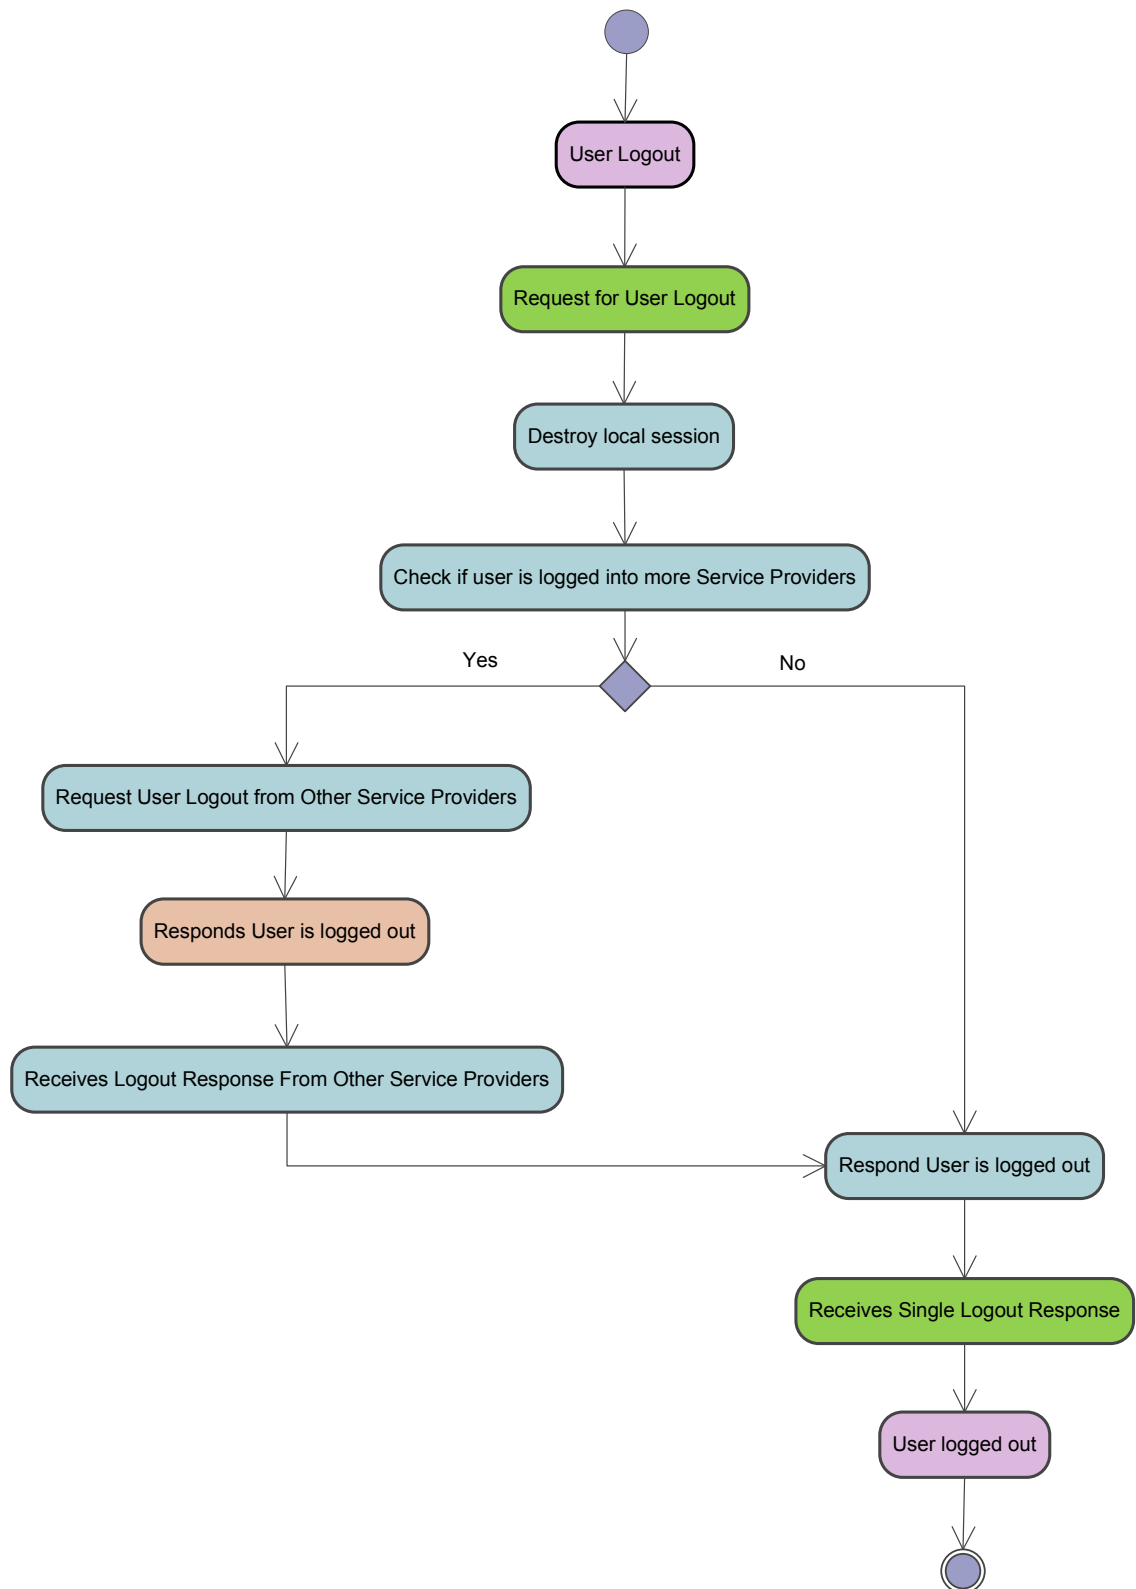 User Logout
Request for User Logout
Destroy local session
Check if user is logged into more Service Providers
Yes
No
Request User Logout from Other Service Providers
Responds User is logged out
Receives Logout Response From Other Service Providers
Respond User is logged out
Receives Single Logout Response
User logged out